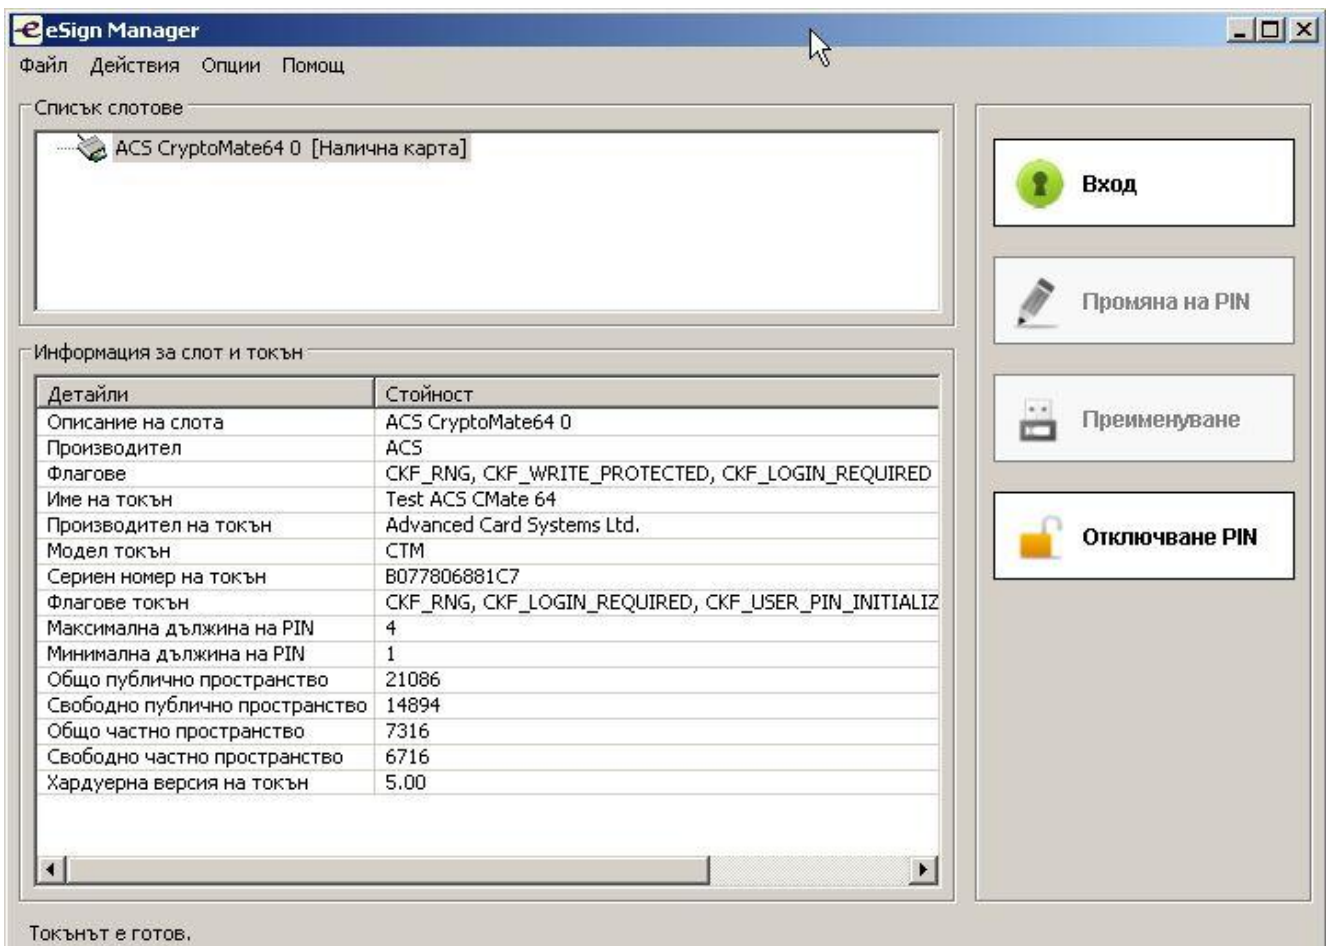 eSign Manager
Файл Действия Опции Помощ
Списък слотове
ACS CryptoMate64 0 [Налична карта]
Вход
Промяна на PIN
Преименуване
Отключване PIN
Информация за слот и токън
Детайли Стойност
Описание на слота ACS CryptoMate64 0
Производител ACS
Флагове CKF_RNG, CKF_WRITE_PROTECTED, CKF_LOGIN_REQUIRED
Име на токън Test ACS CMate 64
Производител на токън Advanced Card Systems Ltd.
Модел токън CTM
Сериен номер на токън B077806881C7
Флагове токън CKF_RNG, CKF_LOGIN_REQUIRED, CKF_USER_PIN_INITIALIZ
Максимална дължина на PIN 4
Минимална дължина на PIN 1
Общо публично пространство 21086
Свободно публично пространство 14894
Общо частно пространство 7316
Свободно частно пространство 6716
Хардуерна версия на токън 5.00
Токънът е готов.